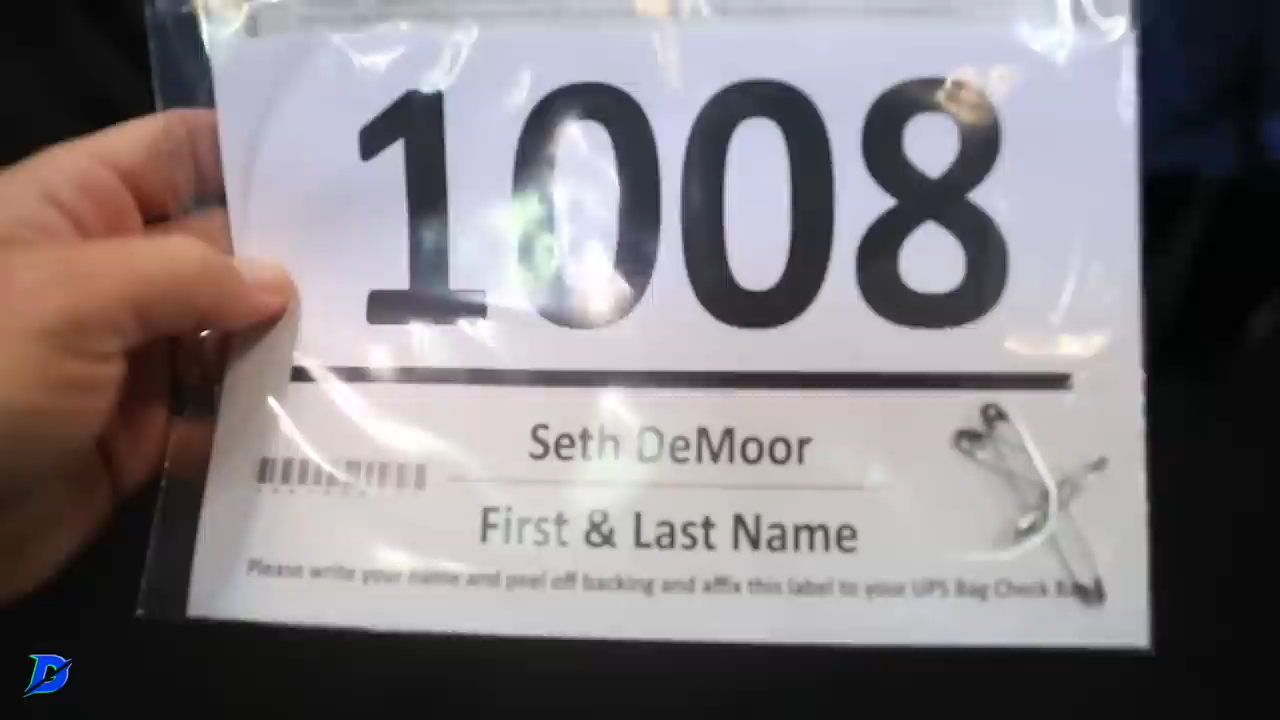 1008
Seth DeMoor
First & Last Name
Please write your name and peel off backing and affix this label to your UPS Bag Check